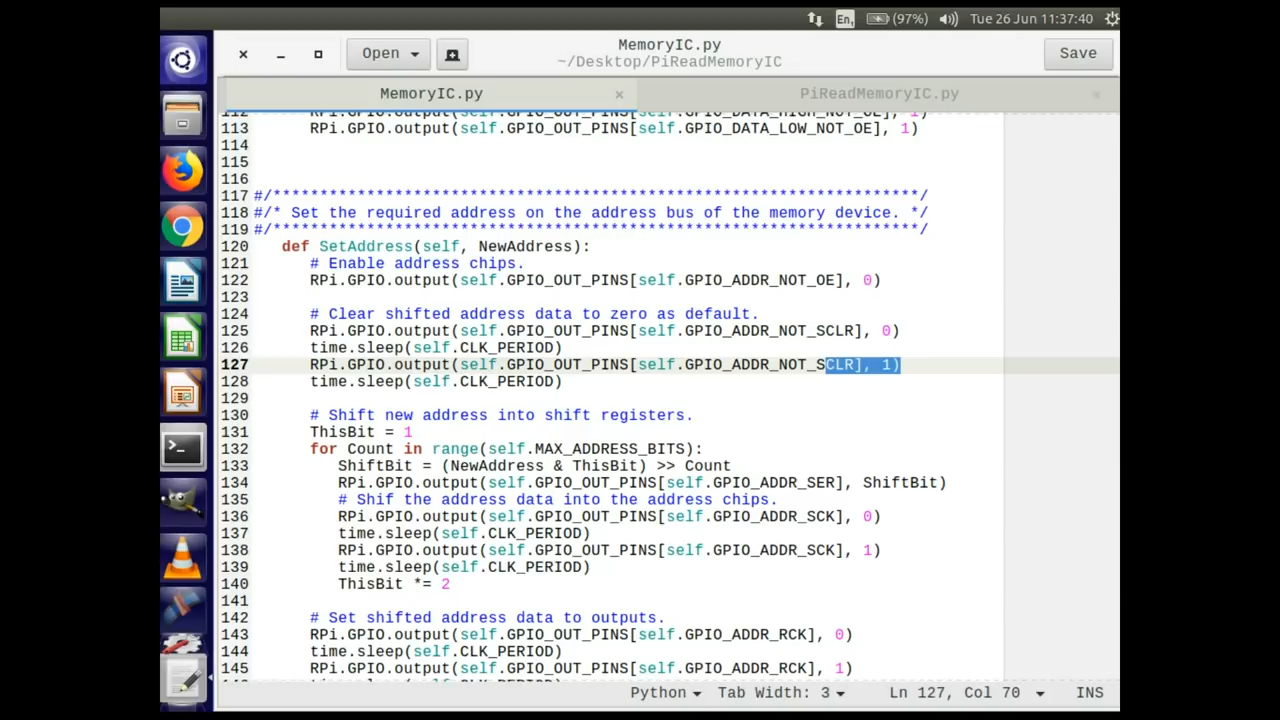 En1 (97%) Tue 26 Jun 11:37:40
Open MemoryIC.py Save
~/Desktop/PiReadMemoryIC
MemoryIC.py × PiReadMemoryIC.py ×
112 RPi.GPIO.output(self.GPIO_OUT_PINS[self.GPIO_DATA_HIGH_NOT_OE], 1)
113 RPi.GPIO.output(self.GPIO_OUT_PINS[self.GPIO_DATA_LOW_NOT_OE], 1)
114
115
116
117 #/*********************************************************************/
118 #/* Set the required address on the address bus of the memory device. */
119 #/*********************************************************************/
120 def SetAddress(self, NewAddress):
121 # Enable address chips.
122 RPi.GPIO.output(self.GPIO_OUT_PINS[self.GPIO_ADDR_NOT_OE], 0)
123
124 # Clear shifted address data to zero as default.
125 RPi.GPIO.output(self.GPIO_OUT_PINS[self.GPIO_ADDR_NOT_SCLR], 0)
126 time.sleep(self.CLK_PERIOD)
127 RPi.GPIO.output(self.GPIO_OUT_PINS[self.GPIO_ADDR_NOT_SCLR], 1)
128 time.sleep(self.CLK_PERIOD)
129
130 # Shift new address into shift registers.
131 ThisBit = 1
132 for Count in range(self.MAX_ADDRESS_BITS):
133 ShiftBit = (NewAddress & ThisBit) >> Count
134 RPi.GPIO.output(self.GPIO_OUT_PINS[self.GPIO_ADDR_SER], ShiftBit)
135 # Shif the address data into the address chips.
136 RPi.GPIO.output(self.GPIO_OUT_PINS[self.GPIO_ADDR_SCK], 0)
137 time.sleep(self.CLK_PERIOD)
138 RPi.GPIO.output(self.GPIO_OUT_PINS[self.GPIO_ADDR_SCK], 1)
139 time.sleep(self.CLK_PERIOD)
140 ThisBit *= 2
141
142 # Set shifted address data to outputs.
143 RPi.GPIO.output(self.GPIO_OUT_PINS[self.GPIO_ADDR_RCK], 0)
144 time.sleep(self.CLK_PERIOD)
145 RPi.GPIO.output(self.GPIO_OUT_PINS[self.GPIO_ADDR_RCK], 1)
Python Tab Width: 3 Ln 127, Col 70 INS